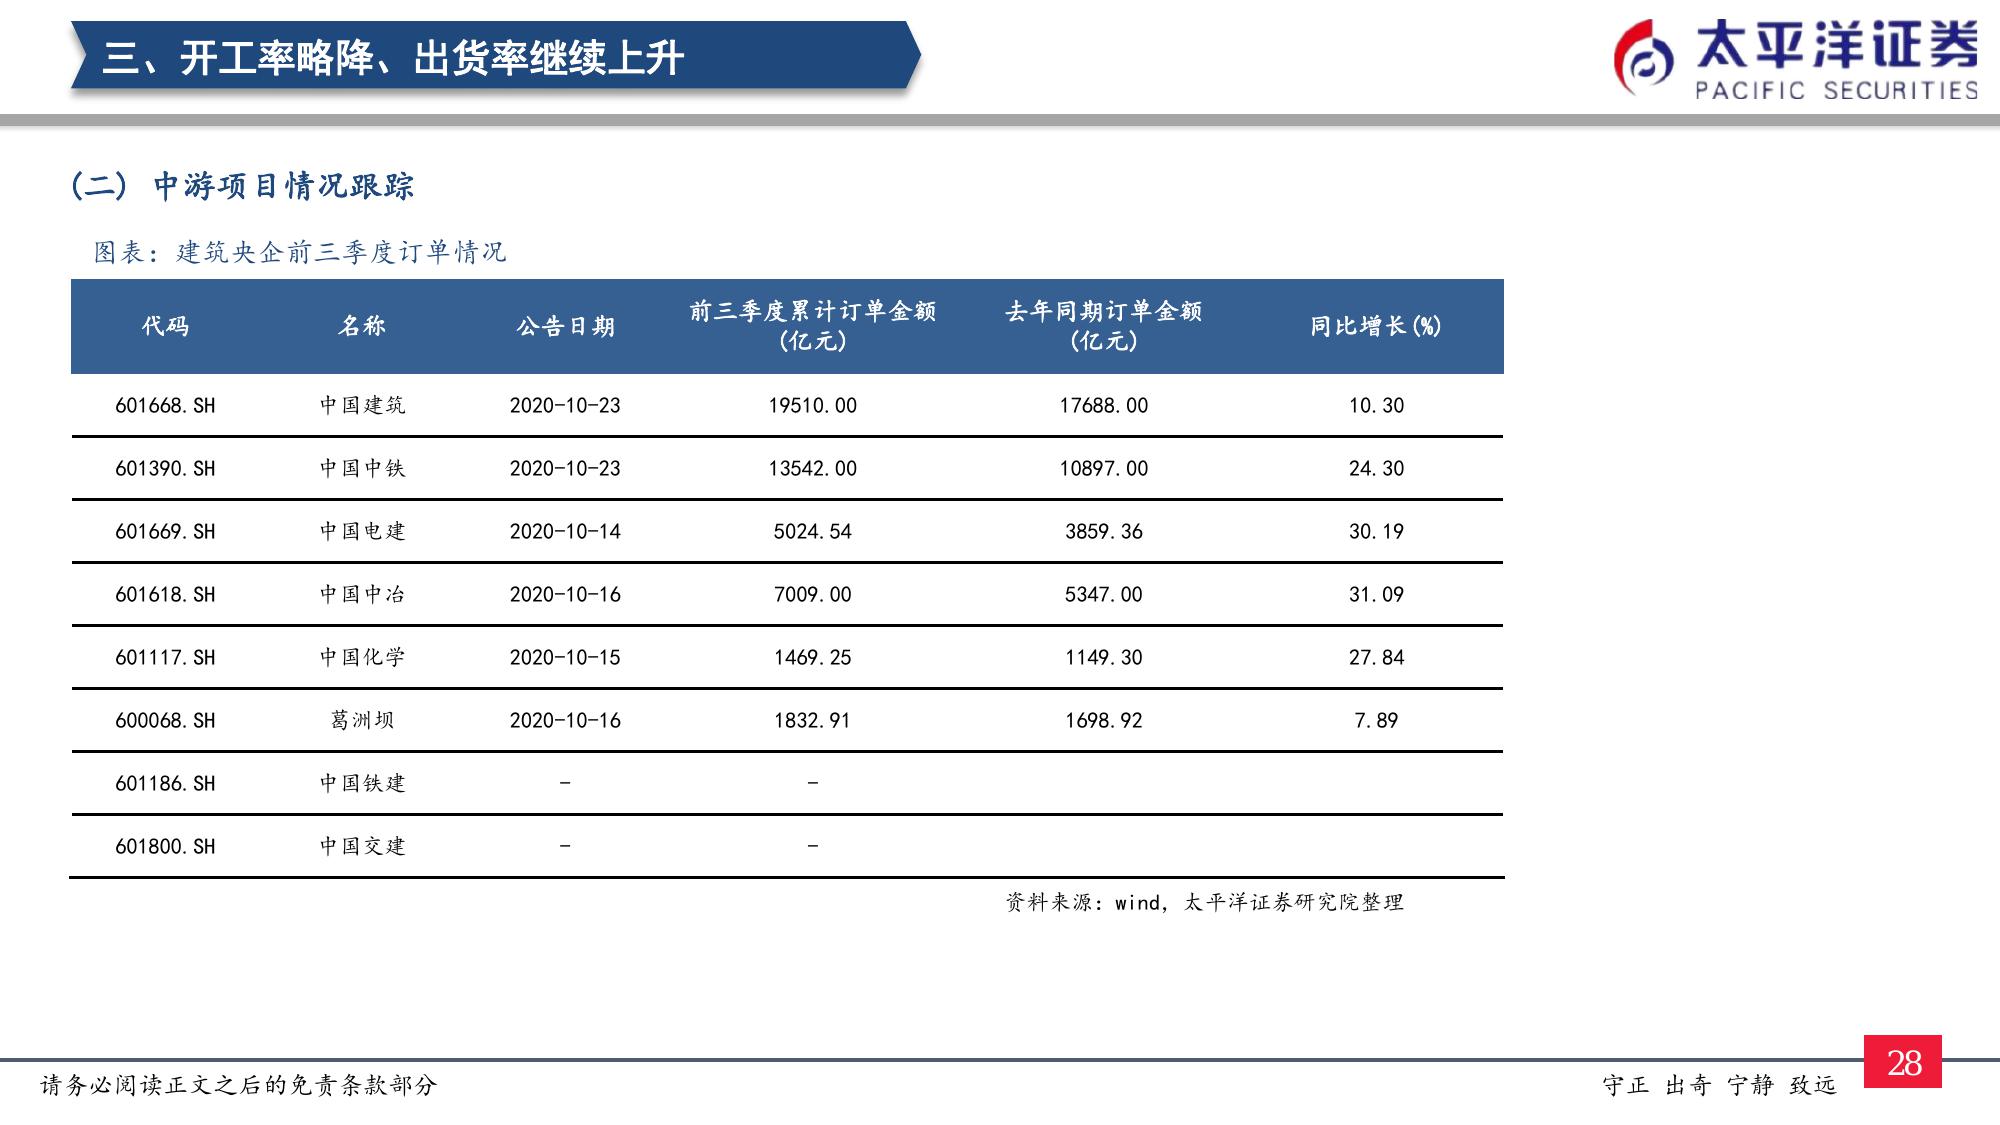 三、开工率略降、出货率继续上升
太平洋证券
PACIFIC SECURITIES
(二) 中游项目情况跟踪
图表：建筑央企前三季度订单情况
代码 名称 公告日期 前三季度累计订单金额(亿元) 去年同期订单金额(亿元) 同比增长(%)
601668.SH 中国建筑 2020-10-23 19510.00 17688.00 10.30
601390.SH 中国中铁 2020-10-23 13542.00 10897.00 24.30
601669.SH 中国电建 2020-10-14 5024.54 3859.36 30.19
601618.SH 中国中冶 2020-10-16 7009.00 5347.00 31.09
601117.SH 中国化学 2020-10-15 1469.25 1149.30 27.84
600068.SH 葛洲坝 2020-10-16 1832.91 1698.92 7.89
601186.SH 中国铁建 - -
601800.SH 中国交建 - -
资料来源：wind，太平洋证券研究院整理
请务必阅读正文之后的免责条款部分
守正 出奇 宁静 致远
28